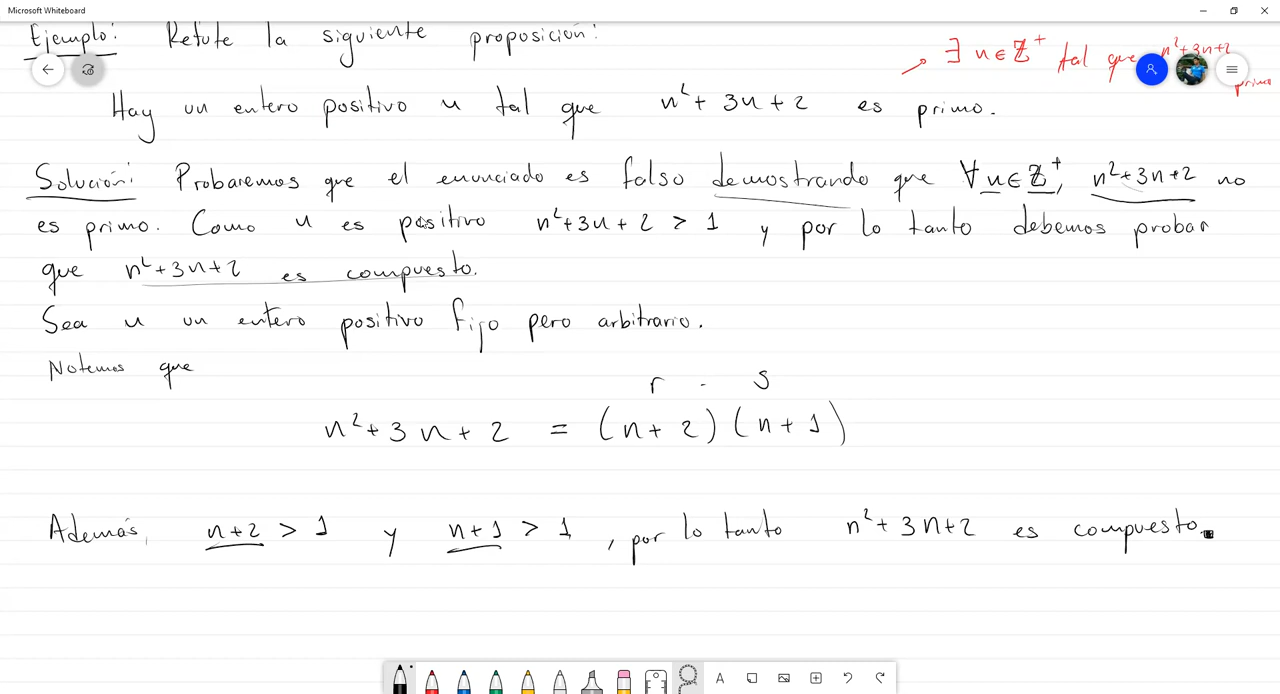 Microsoft Whiteboard
Ejemplo: Refute la siguiente proposición:
→ ∃ n ∈ ℤ⁺ tal que n²+3n+2
primo
Hay un entero positivo n tal que n² + 3n + 2 es primo.
Solución: Probaremos que el enunciado es falso demostrando que ∀n∈ℤ⁺, n²+3n+2 no
es primo. Como n es positivo n²+3n+2 > 1 y por lo tanto debemos probar
que n²+3n+2 es compuesto.
Sea n un entero positivo fijo pero arbitrario.
Notemos que
r · s
n²+3n+2 = (n+2)(n+1)
Además, n+2 > 1 y n+1 > 1, por lo tanto n²+3n+2 es compuesto.
A